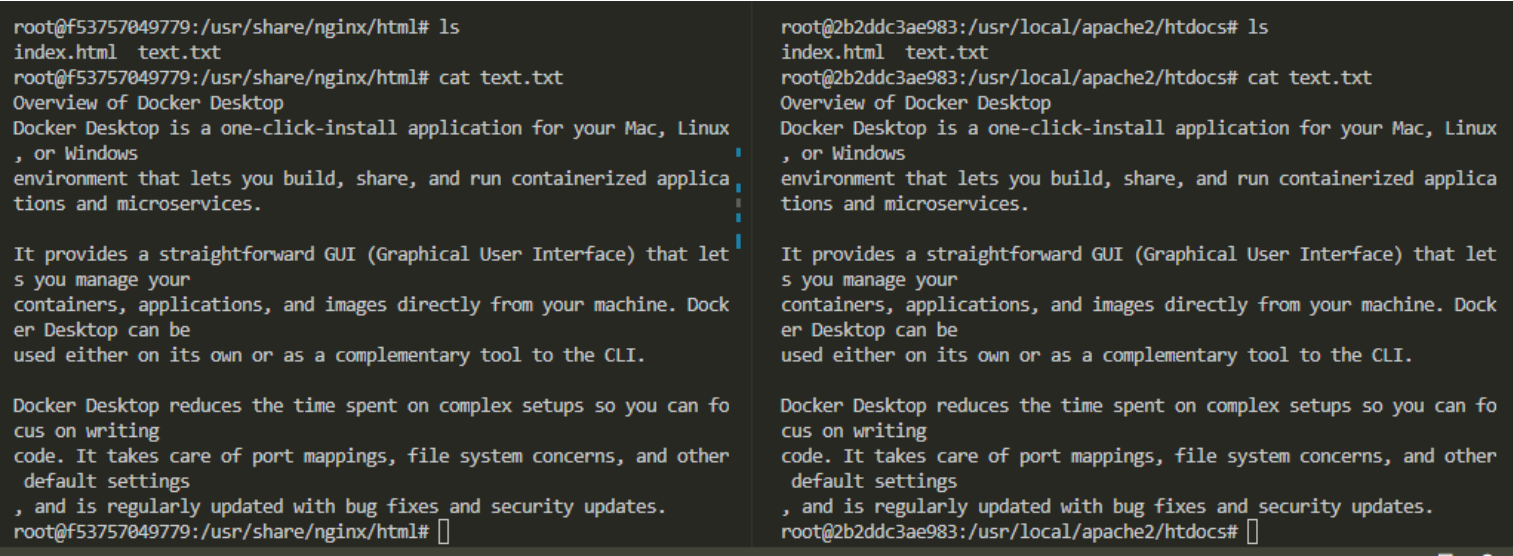 root@f53757049779:/usr/share/nginx/html# ls
index.html  text.txt
root@f53757049779:/usr/share/nginx/html# cat text.txt
Overview of Docker Desktop
Docker Desktop is a one-click-install application for your Mac, Linux
, or Windows
environment that lets you build, share, and run containerized applica
tions and microservices.

It provides a straightforward GUI (Graphical User Interface) that let
s you manage your
containers, applications, and images directly from your machine. Dock
er Desktop can be
used either on its own or as a complementary tool to the CLI.

Docker Desktop reduces the time spent on complex setups so you can fo
cus on writing
code. It takes care of port mappings, file system concerns, and other
 default settings
, and is regularly updated with bug fixes and security updates.
root@f53757049779:/usr/share/nginx/html#
root@2b2ddc3ae983:/usr/local/apache2/htdocs# ls
index.html  text.txt
root@2b2ddc3ae983:/usr/local/apache2/htdocs# cat text.txt
Overview of Docker Desktop
Docker Desktop is a one-click-install application for your Mac, Linux
, or Windows
environment that lets you build, share, and run containerized applica
tions and microservices.

It provides a straightforward GUI (Graphical User Interface) that let
s you manage your
containers, applications, and images directly from your machine. Dock
er Desktop can be
used either on its own or as a complementary tool to the CLI.

Docker Desktop reduces the time spent on complex setups so you can fo
cus on writing
code. It takes care of port mappings, file system concerns, and other
 default settings
, and is regularly updated with bug fixes and security updates.
root@2b2ddc3ae983:/usr/local/apache2/htdocs#